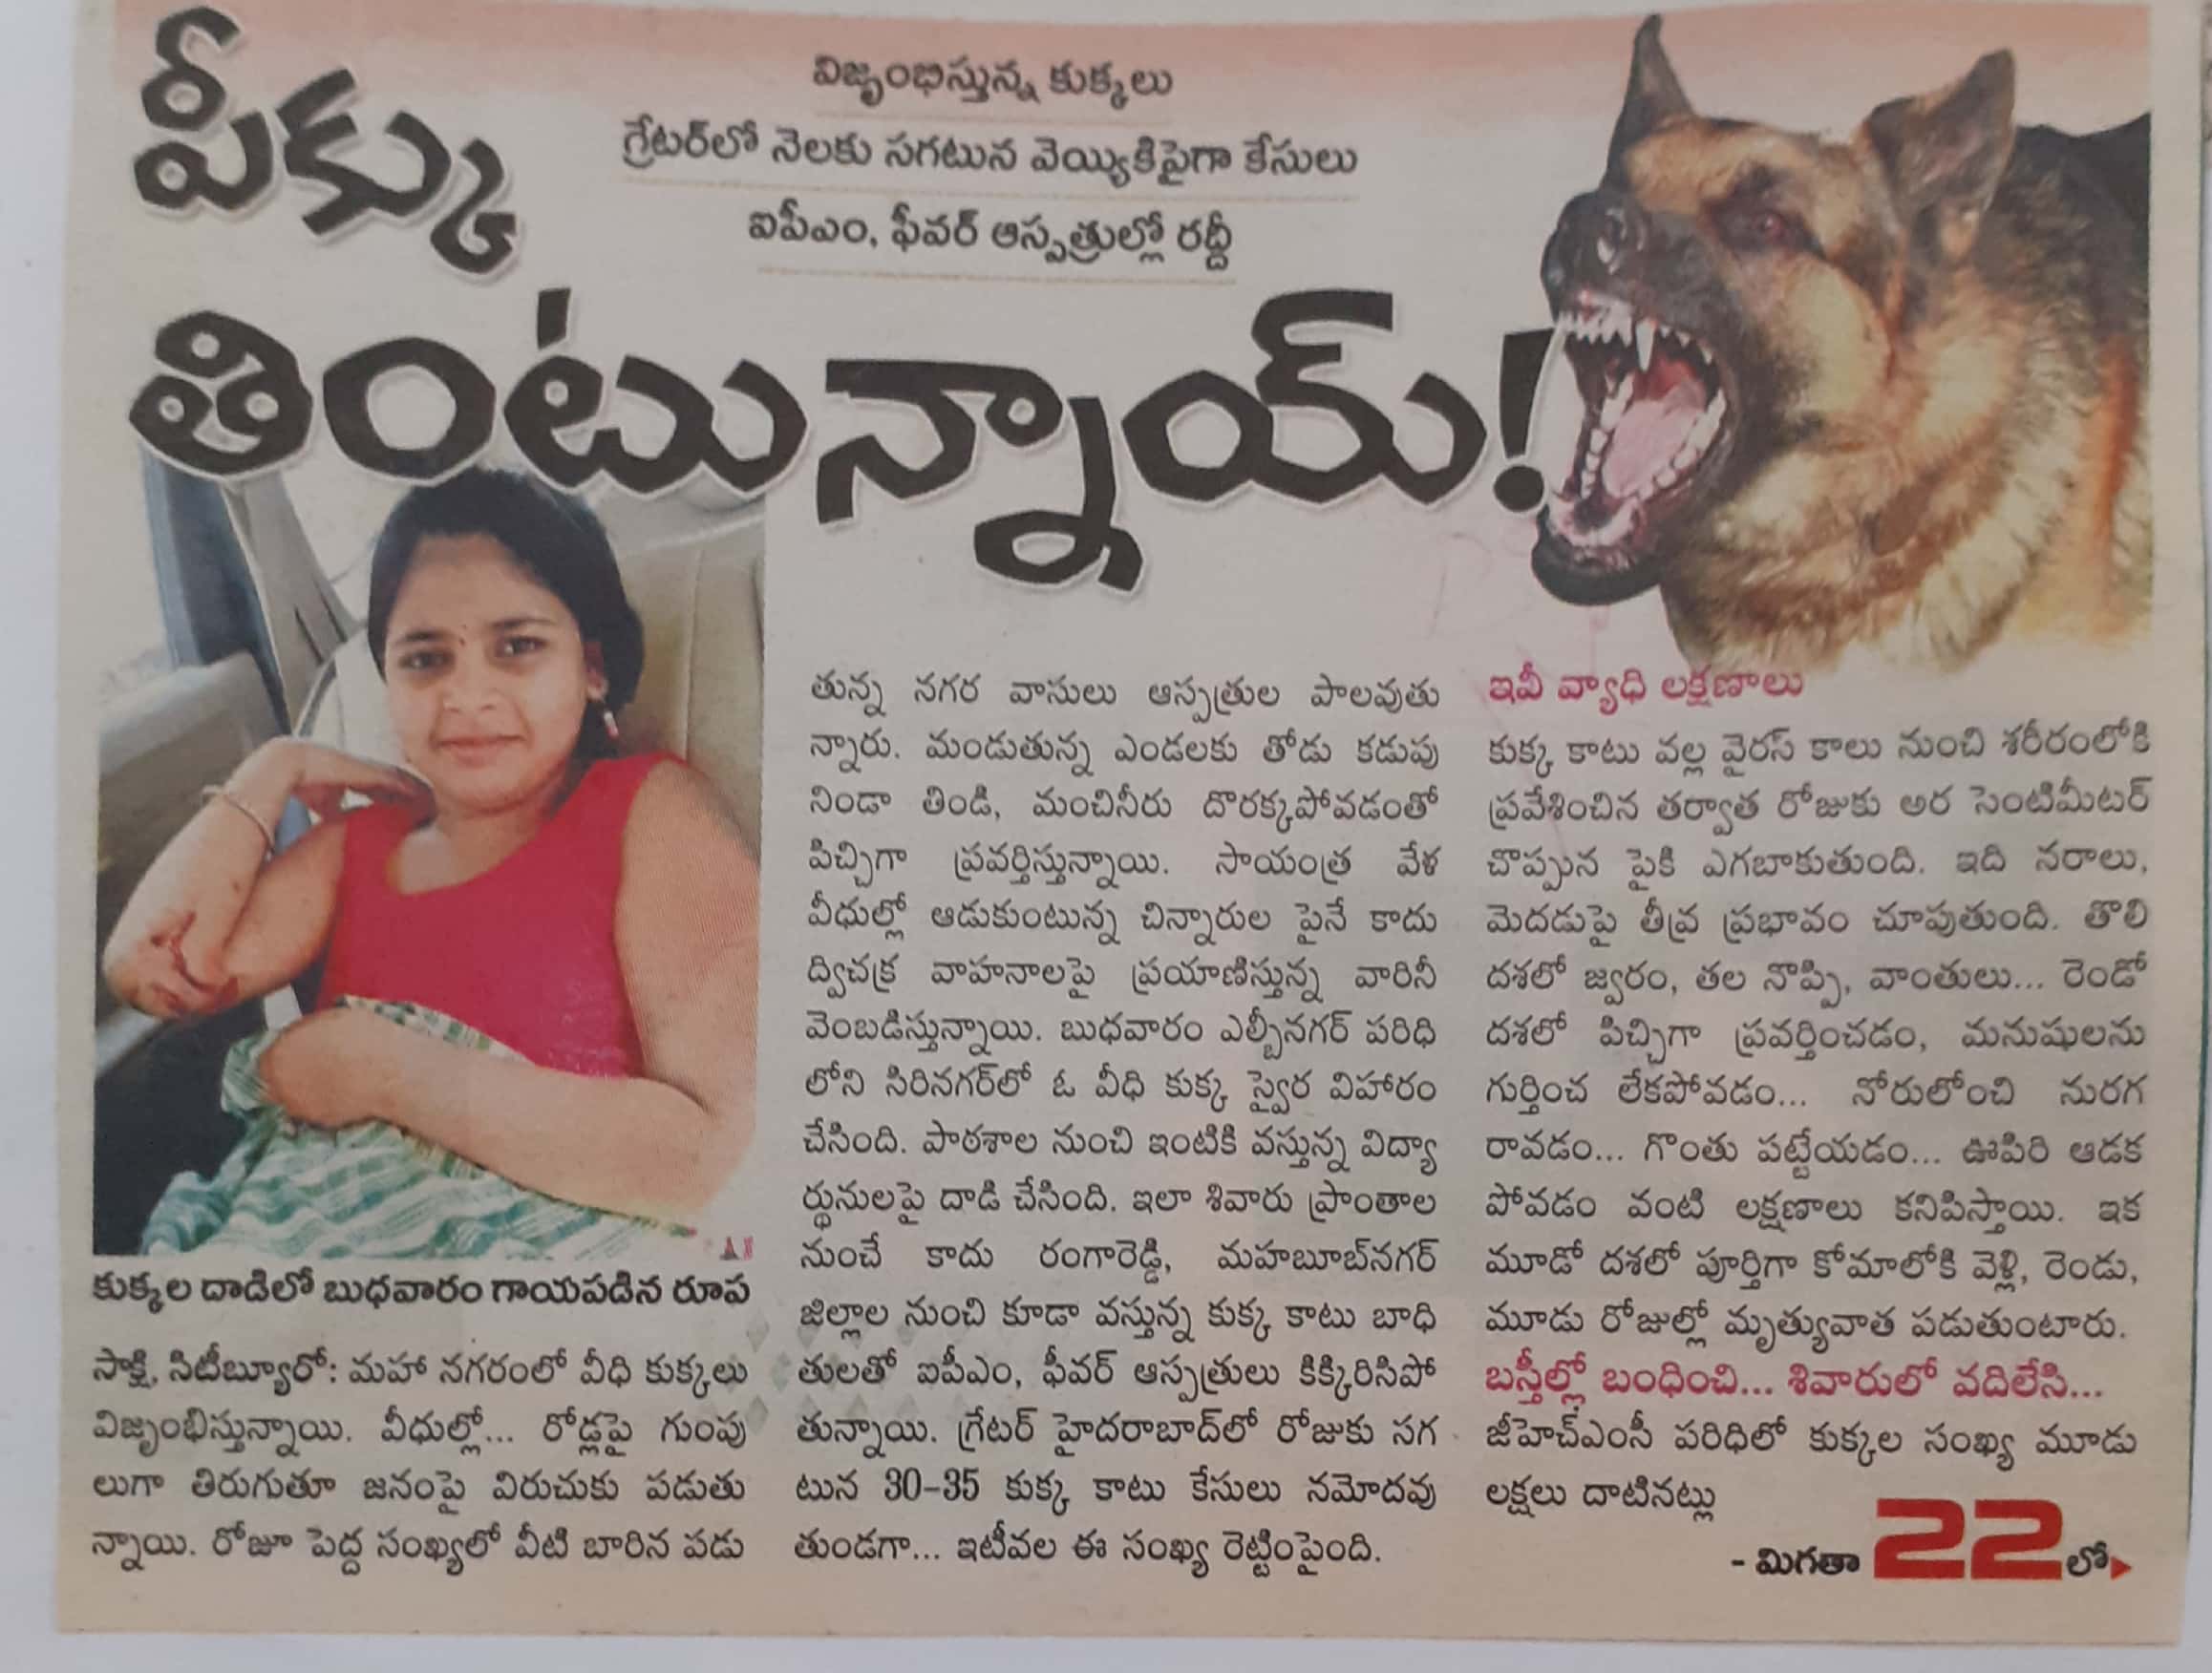 పీక్కు
తింటున్నాయ్!
విజృంభిస్తున్న కుక్కలు
గ్రేటర్‌లో నెలకు సగటున వెయ్యికిపైగా కేసులు
ఐపీఎం, ఫీవర్ ఆస్పత్రుల్లో రద్దీ
కుక్కల దాడిలో బుధవారం గాయపడిన రూప
సాక్షి, సిటీబ్యూరో: మహా నగరంలో వీధి కుక్కలు
విజృంభిస్తున్నాయి. వీధుల్లో... రోడ్లపై గుంపు
లుగా తిరుగుతూ జనంపై విరుచుకు పడుతు
న్నాయి. రోజూ పెద్ద సంఖ్యలో వీటి బారిన పడు
తున్న నగర వాసులు ఆస్పత్రుల పాలవుతు
న్నారు. మండుతున్న ఎండలకు తోడు కడుపు
నిండా తిండి, మంచినీరు దొరక్కపోవడంతో
పిచ్చిగా ప్రవర్తిస్తున్నాయి. సాయంత్ర వేళ
వీధుల్లో ఆడుకుంటున్న చిన్నారుల పైనే కాదు
ద్విచక్ర వాహనాలపై ప్రయాణిస్తున్న వారినీ
వెంబడిస్తున్నాయి. బుధవారం ఎల్బీనగర్ పరిధి
లోని సిరినగర్‌లో ఓ వీధి కుక్క స్వైర విహారం
చేసింది. పాఠశాల నుంచి ఇంటికి వస్తున్న విద్యా
ర్థునులపై దాడి చేసింది. ఇలా శివారు ప్రాంతాల
నుంచే కాదు రంగారెడ్డి, మహబూబ్‌నగర్
జిల్లాల నుంచి కూడా వస్తున్న కుక్క కాటు బాధి
తులతో ఐపీఎం, ఫీవర్ ఆస్పత్రులు కిక్కిరిసిపో
తున్నాయి. గ్రేటర్ హైదరాబాద్‌లో రోజుకు సగ
టున 30-35 కుక్క కాటు కేసులు నమోదవు
తుండగా... ఇటీవల ఈ సంఖ్య రెట్టింపైంది.
ఇవీ వ్యాధి లక్షణాలు
కుక్క కాటు వల్ల వైరస్ కాలు నుంచి శరీరంలోకి
ప్రవేశించిన తర్వాత రోజుకు అర సెంటిమీటర్
చొప్పున పైకి ఎగబాకుతుంది. ఇది నరాలు,
మెదడుపై తీవ్ర ప్రభావం చూపుతుంది. తొలి
దశలో జ్వరం, తల నొప్పి, వాంతులు... రెండో
దశలో పిచ్చిగా ప్రవర్తించడం, మనుషులను
గుర్తించ లేకపోవడం... నోరులోంచి నురగ
రావడం... గొంతు పట్టేయడం... ఊపిరి ఆడక
పోవడం వంటి లక్షణాలు కనిపిస్తాయి. ఇక
మూడో దశలో పూర్తిగా కోమాలోకి వెళ్లి, రెండు,
మూడు రోజుల్లో మృత్యువాత పడుతుంటారు.
బస్తీల్లో బంధించి... శివారులో వదిలేసి...
జీహెచ్ఎంసీ పరిధిలో కుక్కల సంఖ్య మూడు
లక్షలు దాటినట్లు
- మిగతా 22లో